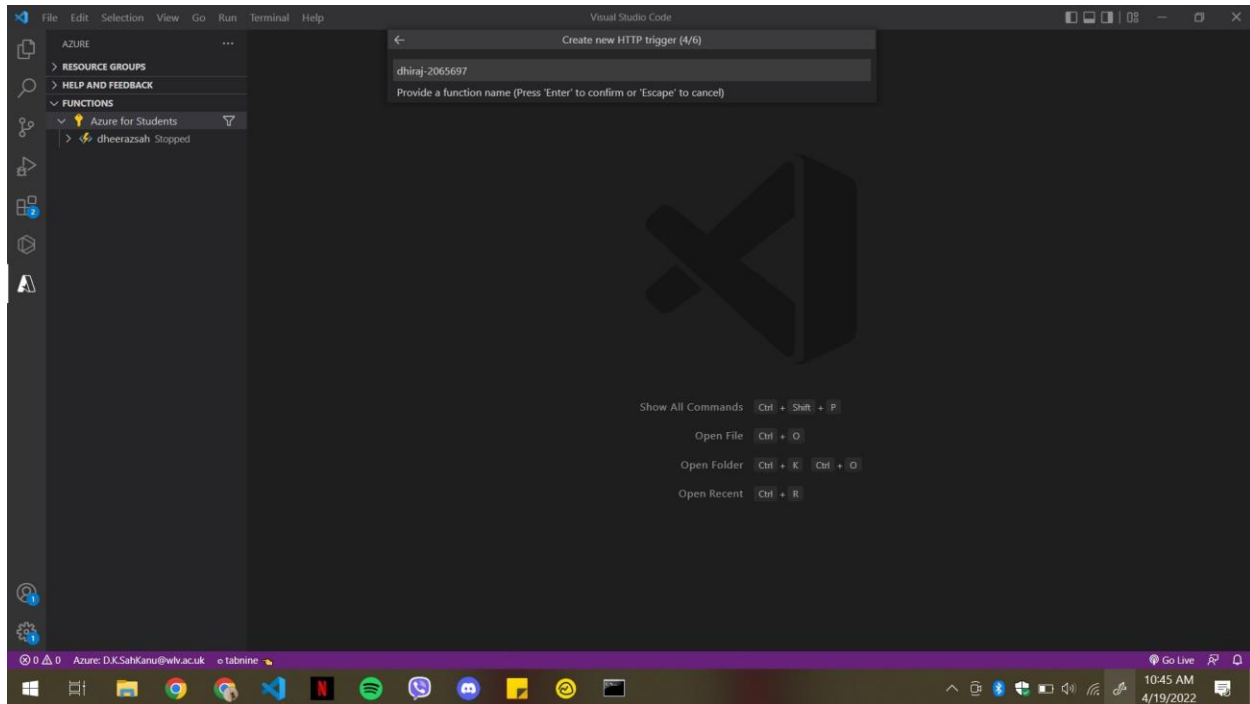 File Edit Selection View Go Run Terminal Help
Visual Studio Code
AZURE
RESOURCE GROUPS
HELP AND FEEDBACK
FUNCTIONS
Azure for Students
dheerazsah Stopped
Create new HTTP trigger (4/6)
dhiraj-2065697
Provide a function name (Press 'Enter' to confirm or 'Escape' to cancel)
Show All Commands Ctrl + Shift + P
Open File Ctrl + O
Open Folder Ctrl + K Ctrl + O
Open Recent Ctrl + R
2
1
1
0 0 Azure: D.K.SahKanu@wlv.ac.uk tabnine
Go Live
10:45 AM
4/19/2022